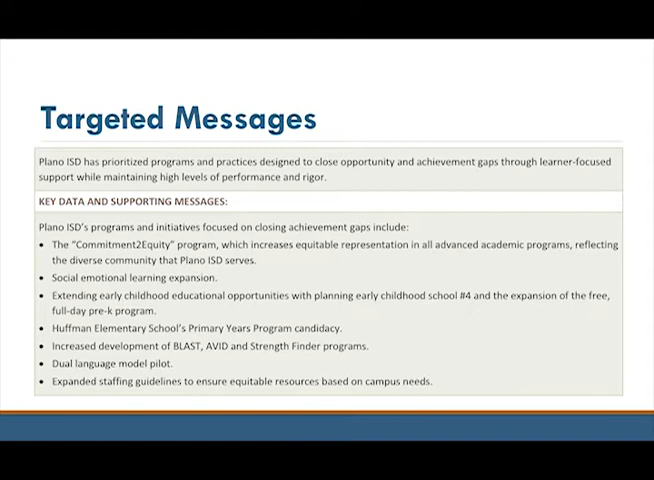 Targeted Messages
Plano ISD has prioritized programs and practices designed to close opportunity and achievement gaps through learner-focused
support while maintaining high levels of performance and rigor.
KEY DATA AND SUPPORTING MESSAGES:
Plano ISD's programs and initiatives focused on closing achievement gaps include:
• The "Commitment2Equity" program, which increases equitable representation in all advanced academic programs, reflecting
the diverse community that Plano ISD serves.
• Social emotional learning expansion.
• Extending early childhood educational opportunities with planning early childhood school #4 and the expansion of the free,
full-day pre-k program.
• Huffman Elementary School's Primary Years Program candidacy.
• Increased development of BLAST, AVID and Strength Finder programs.
• Dual language model pilot.
• Expanded staffing guidelines to ensure equitable resources based on campus needs.